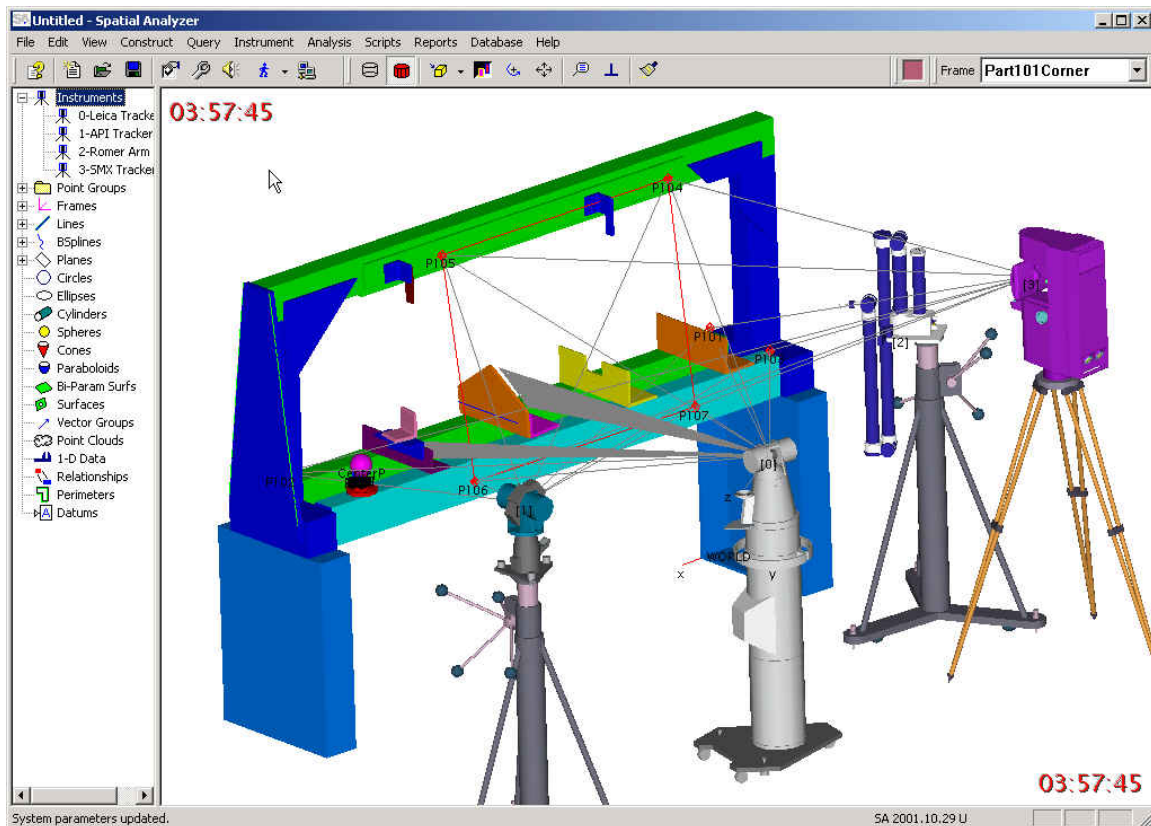 Untitled - Spatial Analyzer
File Edit View Construct Query Instrument Analysis Scripts Reports Database Help
Frame Part101Corner
Instruments
0-Leica Tracke
1-API Tracker
2-Romer Arm
3-SMX Tracker
Point Groups
Frames
Lines
BSplines
Planes
Circles
Ellipses
Cylinders
Spheres
Cones
Paraboloids
Bi-Param Surfs
Surfaces
Vector Groups
Point Clouds
1-D Data
Relationships
Perimeters
Datums
03:57:45
P104
P105
[3]
P101
[2]
P107
[0]
CenterP
P106
z
[1]
WORLD
x
y
03:57:45
System parameters updated.
SA 2001.10.29 U